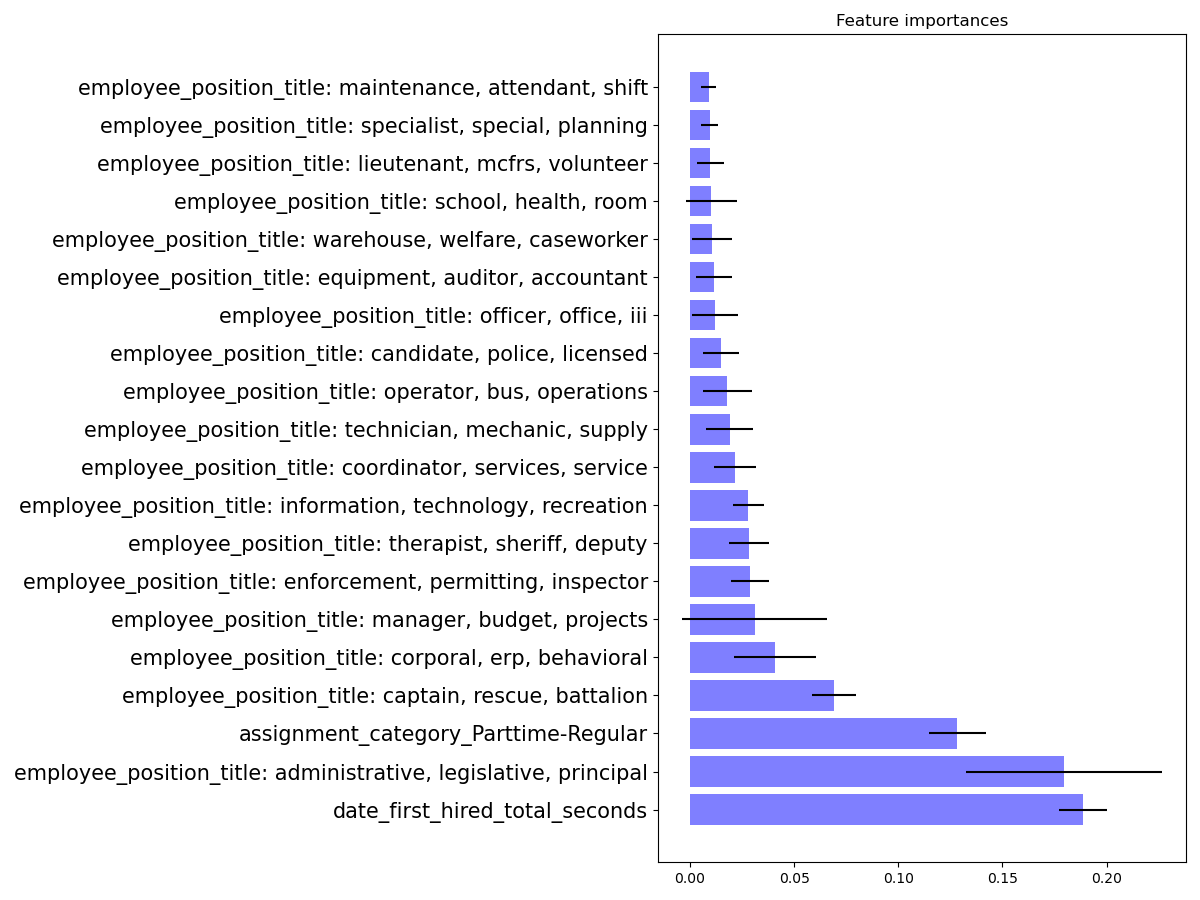 Feature importances
employee_position_title: maintenance, attendant, shift
employee_position_title: specialist, special, planning
employee_position_title: lieutenant, mcfrs, volunteer
employee_position_title: school, health, room
employee_position_title: warehouse, welfare, caseworker
employee_position_title: equipment, auditor, accountant
employee_position_title: officer, office, iii
employee_position_title: candidate, police, licensed
employee_position_title: operator, bus, operations
employee_position_title: technician, mechanic, supply
employee_position_title: coordinator, services, service
employee_position_title: information, technology, recreation
employee_position_title: therapist, sheriff, deputy
employee_position_title: enforcement, permitting, inspector
employee_position_title: manager, budget, projects
employee_position_title: corporal, erp, behavioral
employee_position_title: captain, rescue, battalion
assignment_category_Parttime-Regular
employee_position_title: administrative, legislative, principal
date_first_hired_total_seconds
0.00 0.05 0.10 0.15 0.20